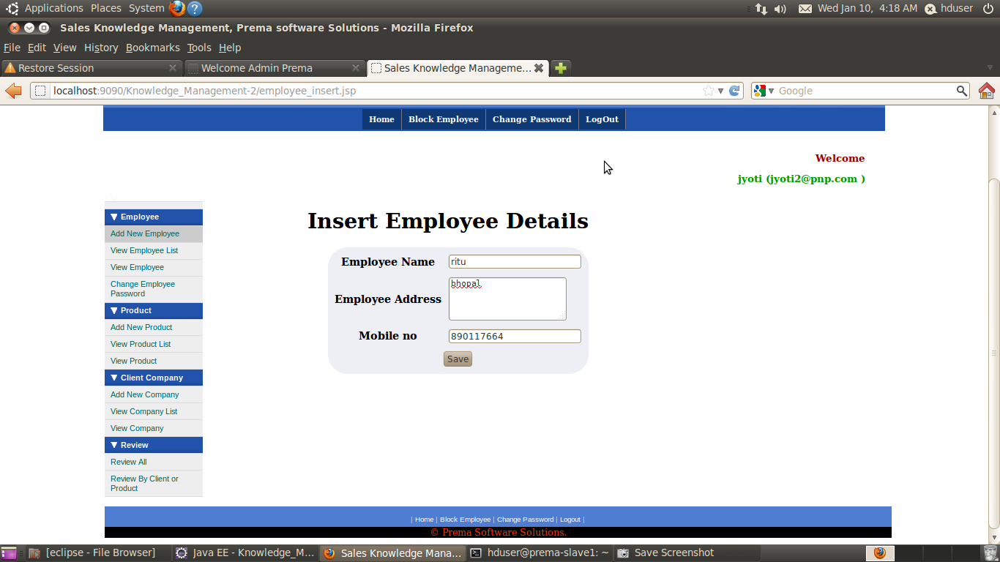 Applications Places System ? Wed Jan 10, 4:18 AM hduser
Sales Knowledge Management, Prema software Solutions - Mozilla Firefox
File Edit View History Bookmarks Tools Help
Restore Session Welcome Admin Prema Sales Knowledge Manageme...
localhost:9090/Knowledge_Management-2/employee_insert.jsp Google
Home Block Employee Change Password LogOut
Welcome
jyoti (jyoti2@pnp.com )
Employee
Add New Employee
View Employee List
View Employee
Change Employee
Password
Product
Add New Product
View Product List
View Product
Client Company
Add New Company
View Company List
View Company
Review
Review All
Review By Client or
Product
Insert Employee Details
Employee Name ritu
Employee Address bhopal
Mobile no 890117664
Save
| Home | Block Employee | Change Password | Logout |
© Prema Software Solutions.
[eclipse - File Browser] Java EE - Knowledge_M... Sales Knowledge Mana... hduser@prema-slave1: ~ Save Screenshot